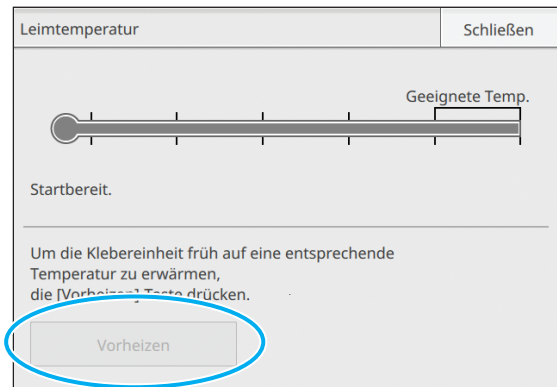 Leimtemperatur
Schließen
Geeignete Temp.
Startbereit.
Um die Klebereinheit früh auf eine entsprechende
Temperatur zu erwärmen,
die [Vorheizen] Taste drücken.
Vorheizen